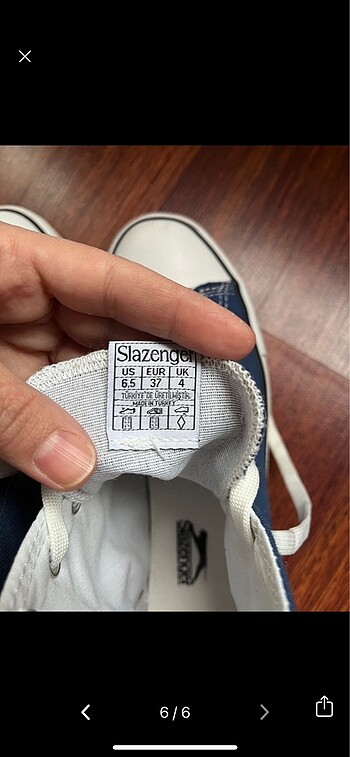 Slazenger
US EUR UK
6,5 37 4
TÜRKİYE'DE ÜRETİLMİŞTİR.
MADE IN TURKEY
Slazenger
6 / 6